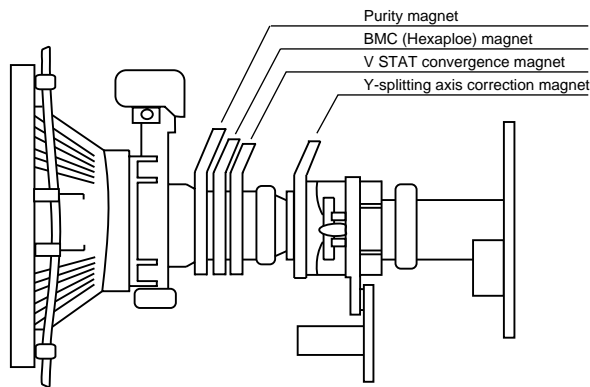 Purity magnet
BMC (Hexaploe) magnet
V STAT convergence magnet
Y-splitting axis correction magnet